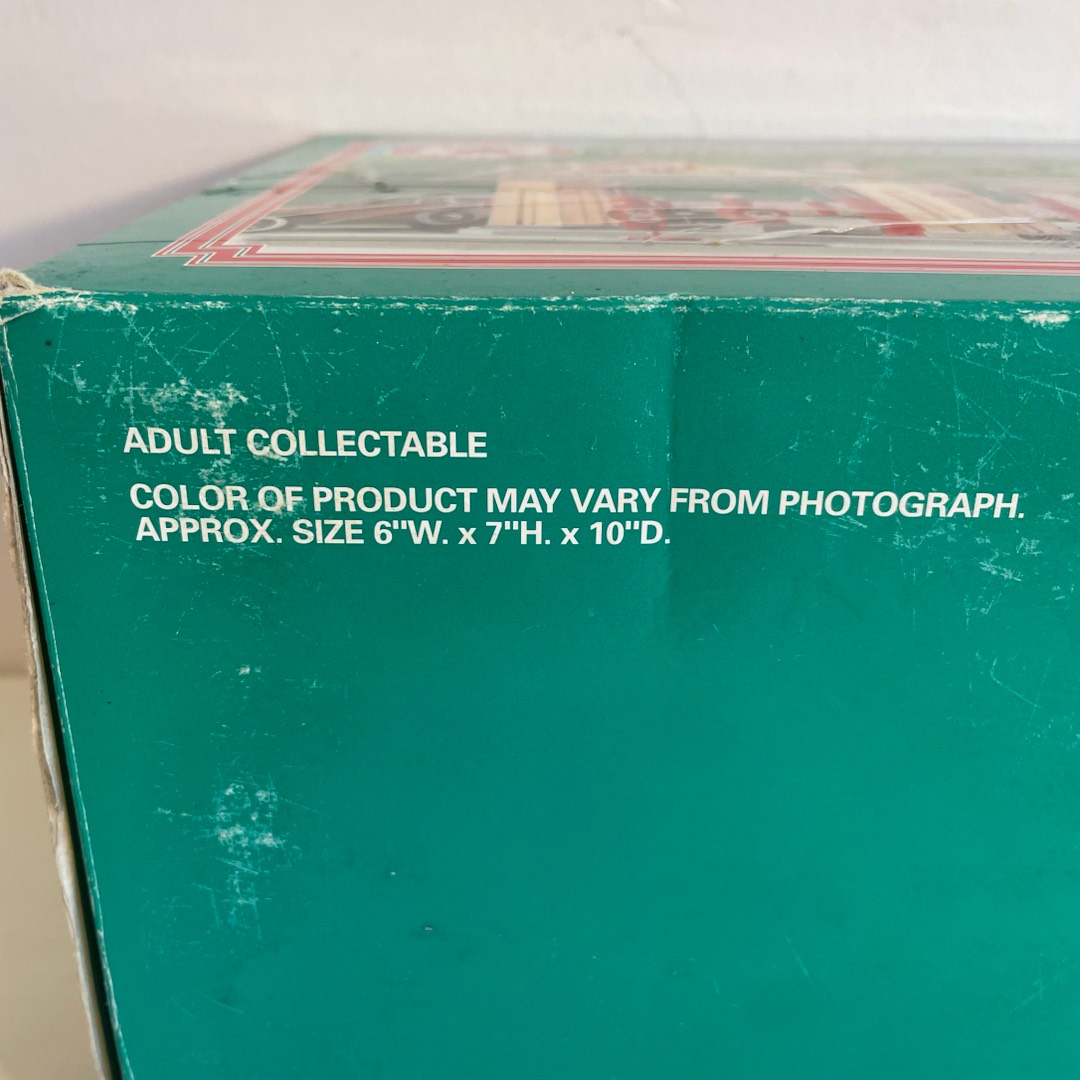 ADULT COLLECTABLE
COLOR OF PRODUCT MAY VARY FROM PHOTOGRAPH.
APPROX. SIZE 6"W. x 7"H. x 10"D.